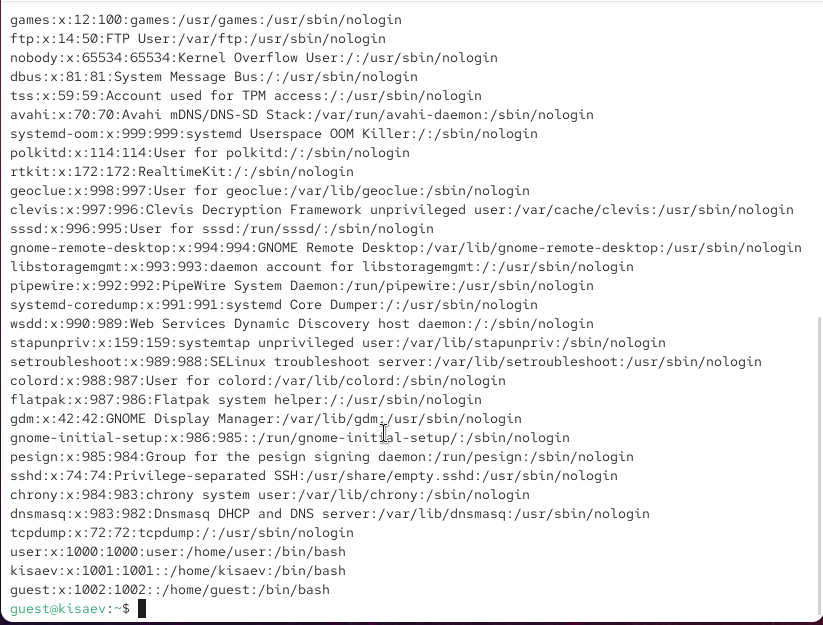 games:x:12:100:games:/usr/games:/usr/sbin/nologin
ftp:x:14:50:FTP User:/var/ftp:/usr/sbin/nologin
nobody:x:65534:65534:Kernel Overflow User:/:/usr/sbin/nologin
dbus:x:81:81:System Message Bus:/:/usr/sbin/nologin
tss:x:59:59:Account used for TPM access:/:/usr/sbin/nologin
avahi:x:70:70:Avahi mDNS/DNS-SD Stack:/var/run/avahi-daemon:/sbin/nologin
systemd-oom:x:999:999:systemd Userspace OOM Killer:/:/usr/sbin/nologin
polkitd:x:114:114:User for polkitd:/:/sbin/nologin
rtkit:x:172:172:RealtimeKit:/:/sbin/nologin
geoclue:x:998:997:User for geoclue:/var/lib/geoclue:/sbin/nologin
clevis:x:997:996:Clevis Decryption Framework unprivileged user:/var/cache/clevis:/usr/sbin/nologin
sssd:x:996:995:User for sssd:/run/sssd/:/sbin/nologin
gnome-remote-desktop:x:994:994:GNOME Remote Desktop:/var/lib/gnome-remote-desktop:/usr/sbin/nologin
libstoragemgmt:x:993:993:daemon account for libstoragemgmt:/:/usr/sbin/nologin
pipewire:x:992:992:PipeWire System Daemon:/run/pipewire:/usr/sbin/nologin
systemd-coredump:x:991:991:systemd Core Dumper:/:/usr/sbin/nologin
wsdd:x:990:989:Web Services Dynamic Discovery host daemon:/:/sbin/nologin
stapunpriv:x:159:159:systemtap unprivileged user:/var/lib/stapunpriv:/sbin/nologin
setroubleshoot:x:989:988:SELinux troubleshoot server:/var/lib/setroubleshoot:/usr/sbin/nologin
colord:x:988:987:User for colord:/var/lib/colord:/sbin/nologin
flatpak:x:987:986:Flatpak system helper:/:/usr/sbin/nologin
gdm:x:42:42:GNOME Display Manager:/var/lib/gdm:/usr/sbin/nologin
gnome-initial-setup:x:986:985::/run/gnome-initial-setup/:/sbin/nologin
pesign:x:985:984:Group for the pesign signing daemon:/run/pesign:/sbin/nologin
sshd:x:74:74:Privilege-separated SSH:/usr/share/empty.sshd:/usr/sbin/nologin
chrony:x:984:983:chrony system user:/var/lib/chrony:/sbin/nologin
dnsmasq:x:983:982:Dnsmasq DHCP and DNS server:/var/lib/dnsmasq:/usr/sbin/nologin
tcpdump:x:72:72:tcpdump:/:/usr/sbin/nologin
user:x:1000:1000:user:/home/user:/bin/bash
kisaev:x:1001:1001::/home/kisaev:/bin/bash
guest:x:1002:1002::/home/guest:/bin/bash
guest@kisaev:~$